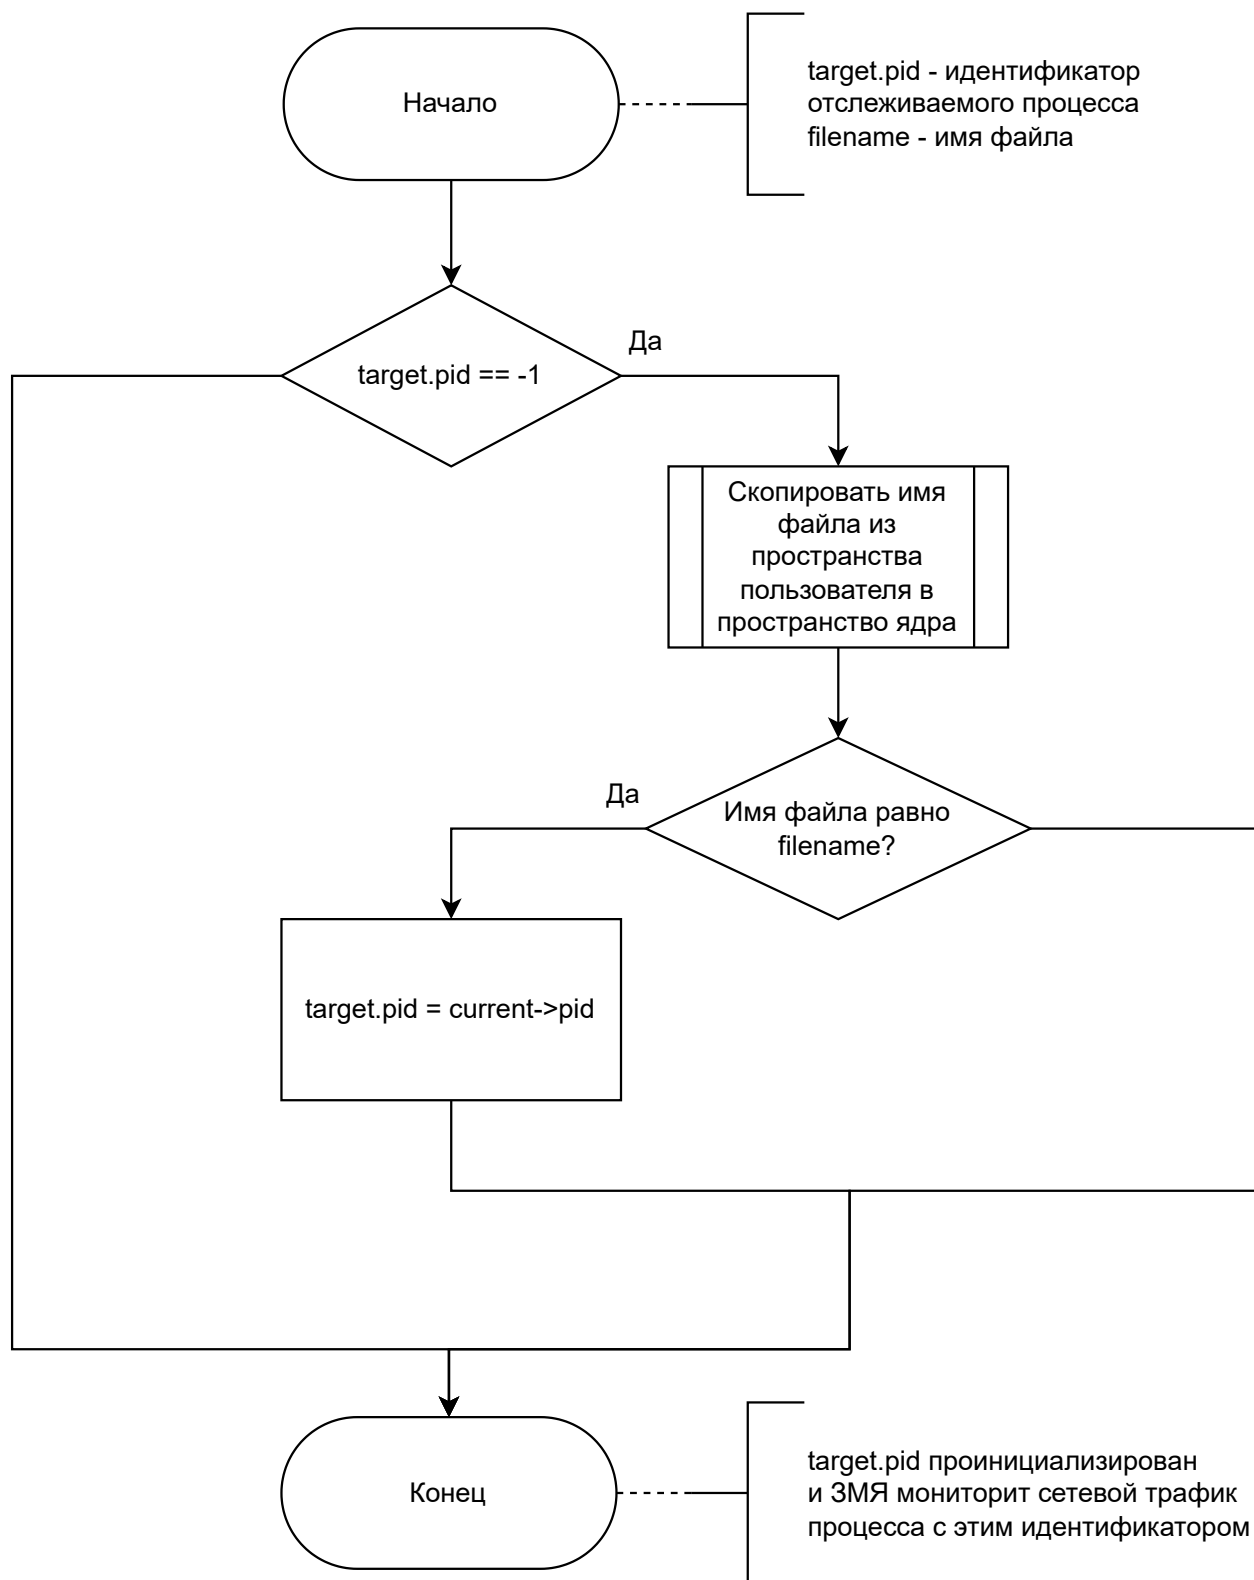 Начало
target.pid - идентификатор
отслеживаемого процесса
filename - имя файла
Да
target.pid == -1
Скопировать имя
файла из
пространства
пользователя в
пространство ядра
Да
Имя файла равно
filename?
target.pid = current->pid
Конец
target.pid проинициализирован
и ЗМЯ мониторит сетевой трафик
процесса с этим идентификатором